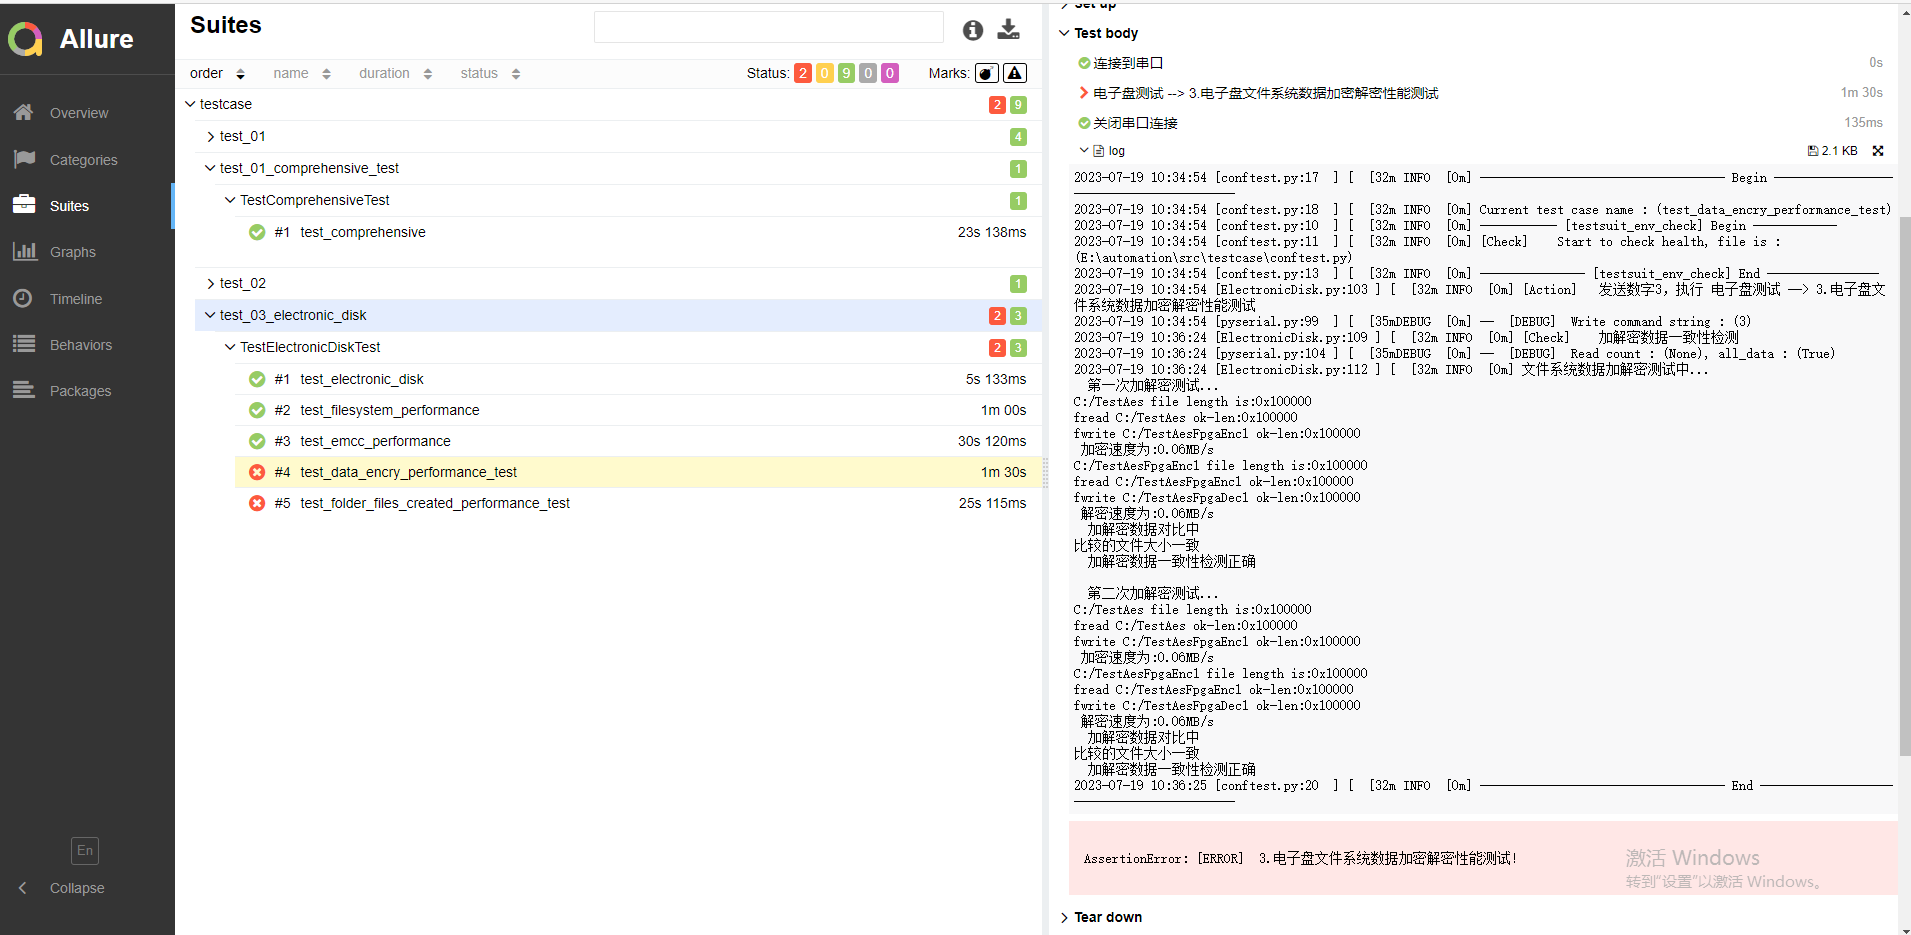 Allure
Overview
Categories
Suites
Graphs
Timeline
Behaviors
Packages
En
Collapse
Suites
order name duration status Status: 2 0 9 0 0 Marks:
testcase 2 9
test_01 4
test_01_comprehensive_test 1
TestComprehensiveTest 1
#1 test_comprehensive 23s 138ms
test_02 1
test_03_electronic_disk 2 3
TestElectronicDiskTest 2 3
#1 test_electronic_disk 5s 133ms
#2 test_filesystem_performance 1m 00s
#3 test_emcc_performance 30s 120ms
#4 test_data_encry_performance_test 1m 30s
#5 test_folder_files_created_performance_test 25s 115ms
Set up
Test body
连接到串口 0s
电子盘测试 --> 3.电子盘文件系统数据加密解密性能测试 1m 30s
关闭串口连接 135ms
log 2.1 KB
2023-07-19 10:34:54 [conftest.py:17 ] [ [32m INFO [0m] ----------------------------------- Begin -----------------
-----------------------
2023-07-19 10:34:54 [conftest.py:18 ] [ [32m INFO [0m] Current test case name : (test_data_encry_performance_test)
2023-07-19 10:34:54 [conftest.py:10 ] [ [32m INFO [0m] ----------- [testsuit_env_check] Begin ------------
2023-07-19 10:34:54 [conftest.py:11 ] [ [32m INFO [0m] [Check] Start to check health, file is :
(E:\automation\src\testcase\conftest.py)
2023-07-19 10:34:54 [conftest.py:13 ] [ [32m INFO [0m] --------------- [testsuit_env_check] End ----------------
2023-07-19 10:34:54 [ElectronicDisk.py:103 ] [ [32m INFO [0m] [Action] 发送数字3，执行 电子盘测试 --> 3.电子盘文
件系统数据加密解密性能测试
2023-07-19 10:34:54 [pyserial.py:99 ] [ [35mDEBUG [0m] -- [DEBUG] Write command string : (3)
2023-07-19 10:36:24 [ElectronicDisk.py:109 ] [ [32m INFO [0m] [Check] 加解密数据一致性检测
2023-07-19 10:36:24 [pyserial.py:104 ] [ [35mDEBUG [0m] -- [DEBUG] Read count : (None), all_data : (True)
2023-07-19 10:36:24 [ElectronicDisk.py:112 ] [ [32m INFO [0m] 文件系统数据加解密测试中...
第一次加解密测试...
C:/TestAes file length is:0x100000
fread C:/TestAes ok-len:0x100000
fwrite C:/TestAesFpgaEnc1 ok-len:0x100000
加密速度为:0.06MB/s
C:/TestAesFpgaEnc1 file length is:0x100000
fread C:/TestAesFpgaEnc1 ok-len:0x100000
fwrite C:/TestAesFpgaDec1 ok-len:0x100000
解密速度为:0.06MB/s
加解密数据对比中
比较的文件大小一致
加解密数据一致性检测正确
第二次加解密测试...
C:/TestAes file length is:0x100000
fread C:/TestAes ok-len:0x100000
fwrite C:/TestAesFpgaEnc1 ok-len:0x100000
加密速度为:0.06MB/s
C:/TestAesFpgaEnc1 file length is:0x100000
fread C:/TestAesFpgaEnc1 ok-len:0x100000
fwrite C:/TestAesFpgaDec1 ok-len:0x100000
解密速度为:0.06MB/s
加解密数据对比中
比较的文件大小一致
加解密数据一致性检测正确
2023-07-19 10:36:25 [conftest.py:20 ] [ [32m INFO [0m] ----------------------------------- End -------------------
-----------------------
AssertionError: [ERROR] 3.电子盘文件系统数据加密解密性能测试!
激活 Windows
转到“设置”以激活 Windows。
Tear down